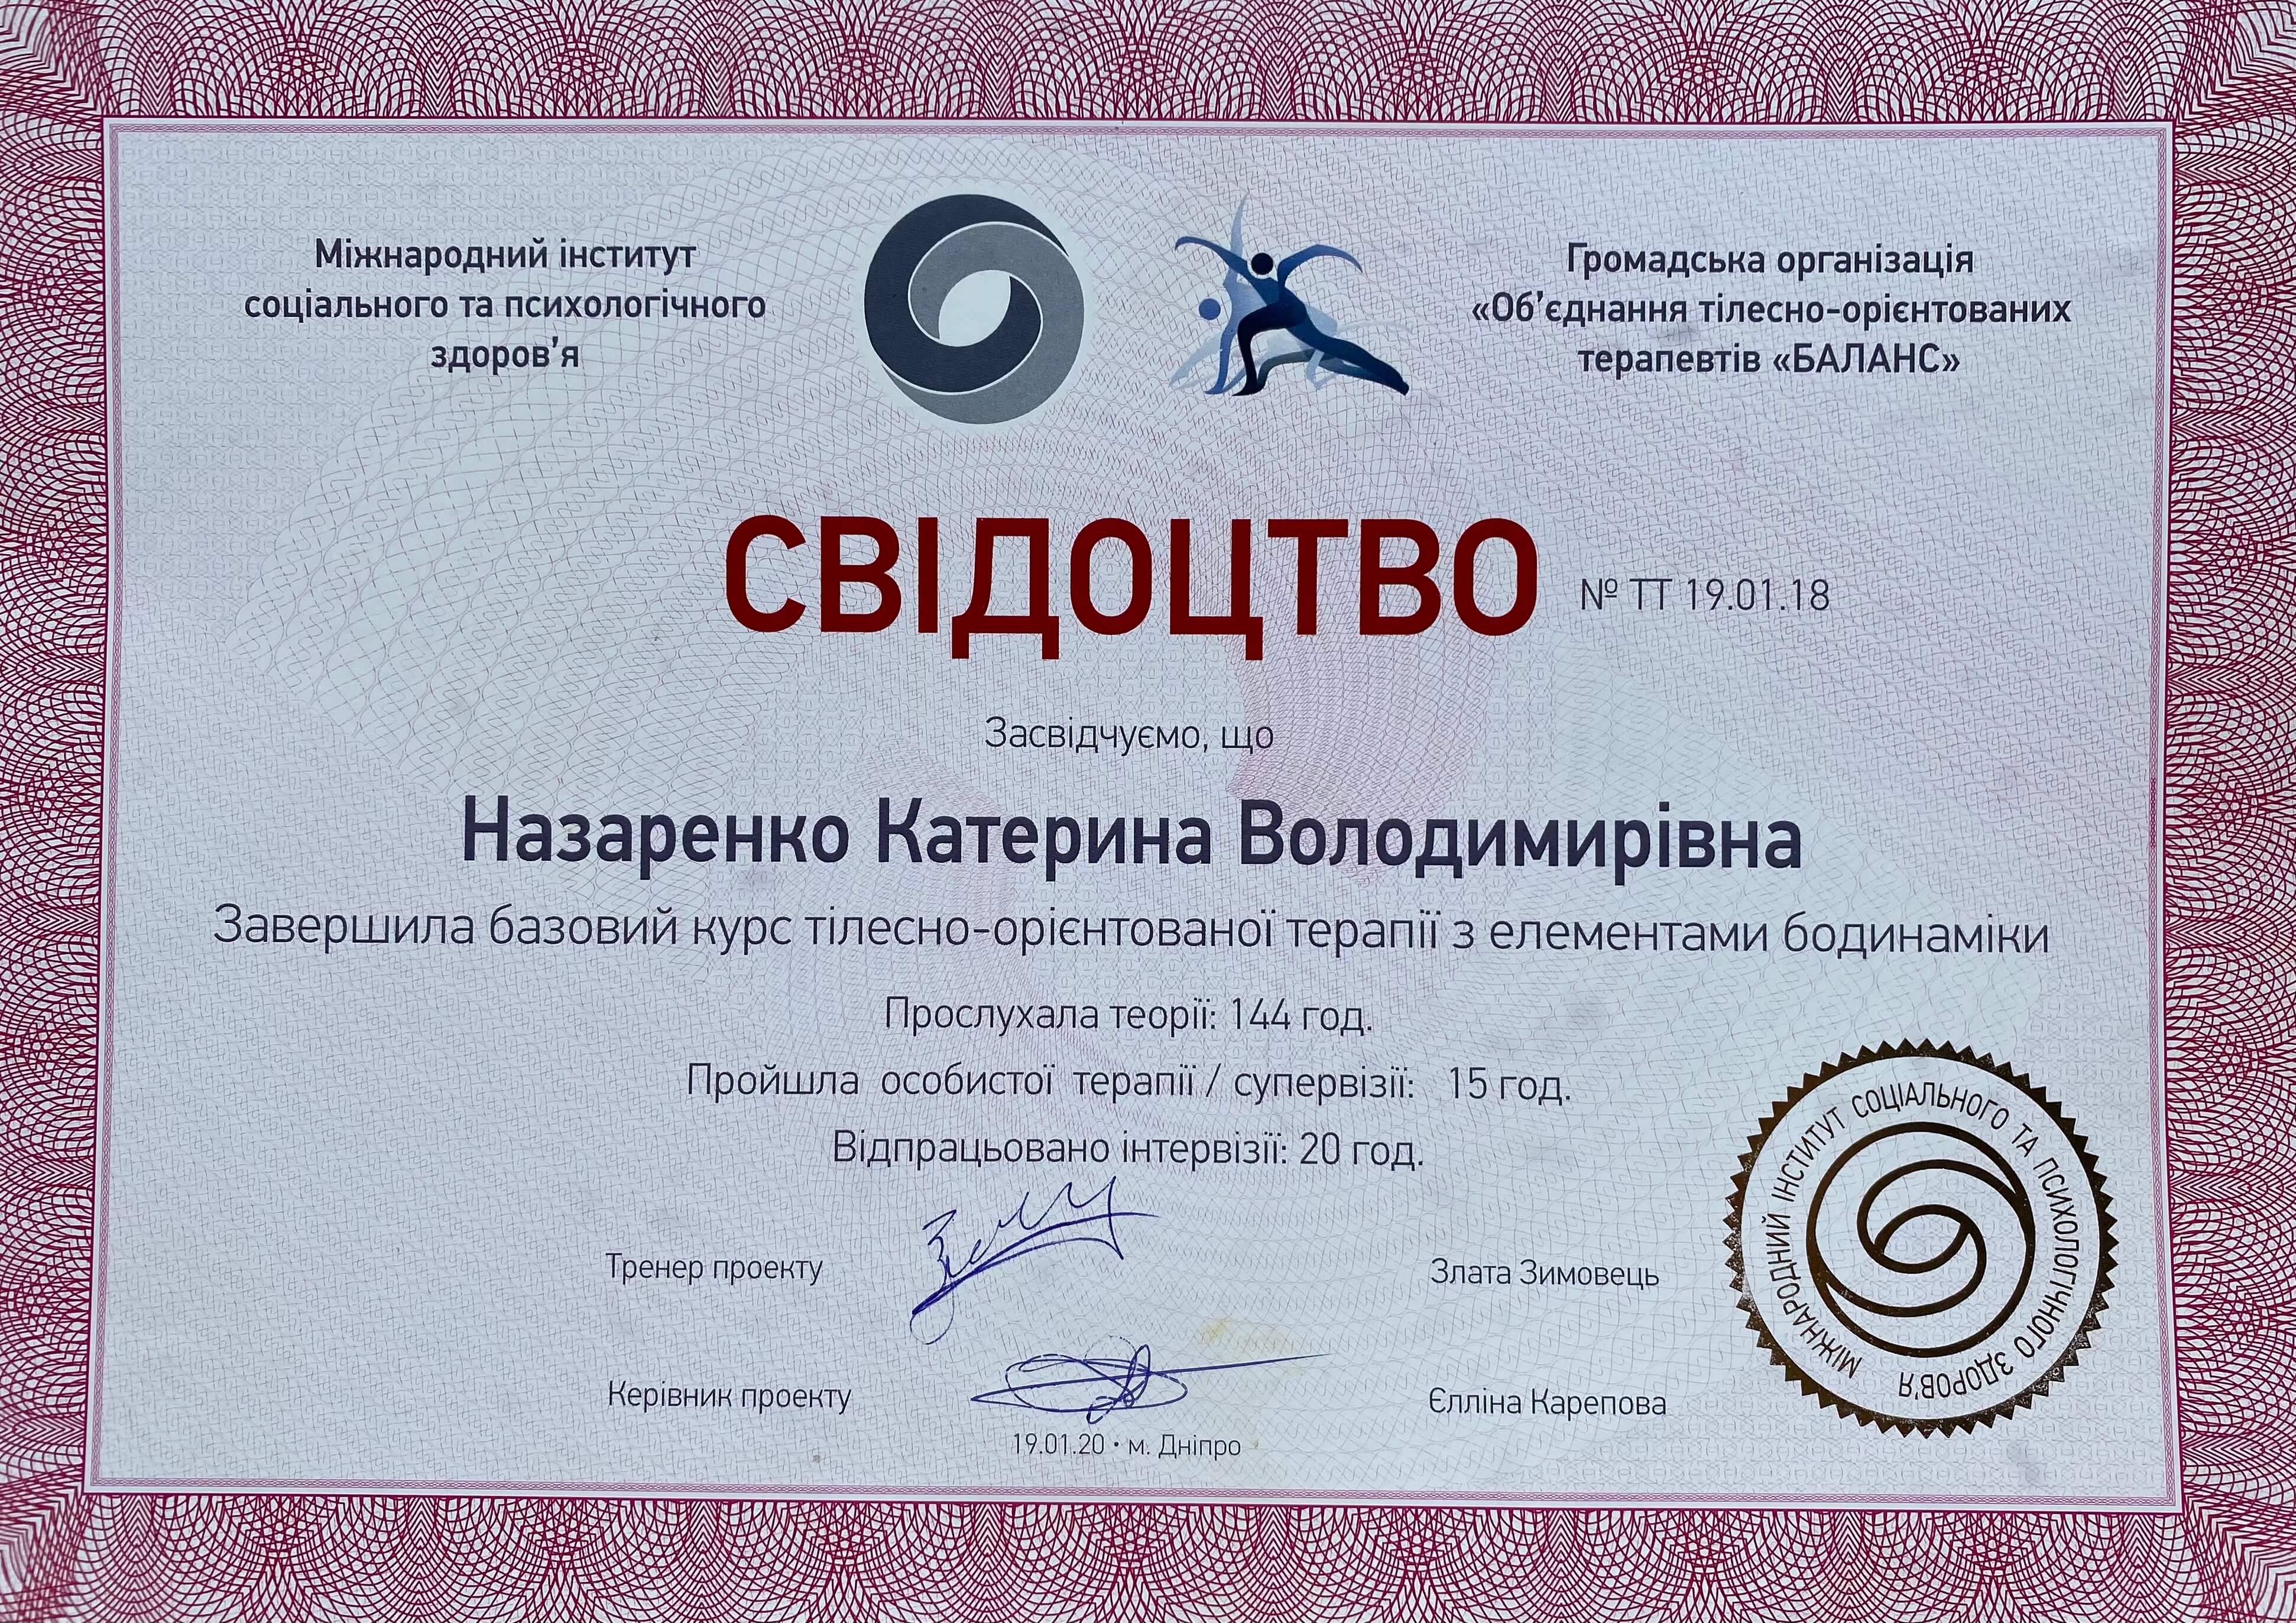 Міжнародний інститут
соціального та психологічного
здоров’я
Громадська організація
«Об’єднання тілесно-орієнтованих
терапевтів «БАЛАНС»
СВІДОЦТВО № ТТ 19.01.18
Засвідчуємо, що
Назаренко Катерина Володимирівна
Завершила базовий курс тілесно-орієнтованої терапії з елементами бодинаміки
Прослухала теорії: 144 год.
Пройшла особистої терапії / супервізії: 15 год.
Відпрацьовано інтервізії: 20 год.
Тренер проекту Злата Зимовець
Керівник проекту Єлліна Карепова
19.01.20 • м. Дніпро
МІЖНАРОДНИЙ ІНСТИТУТ СОЦІАЛЬНОГО ТА ПСИХОЛОГІЧНОГО ЗДОРОВ’Я